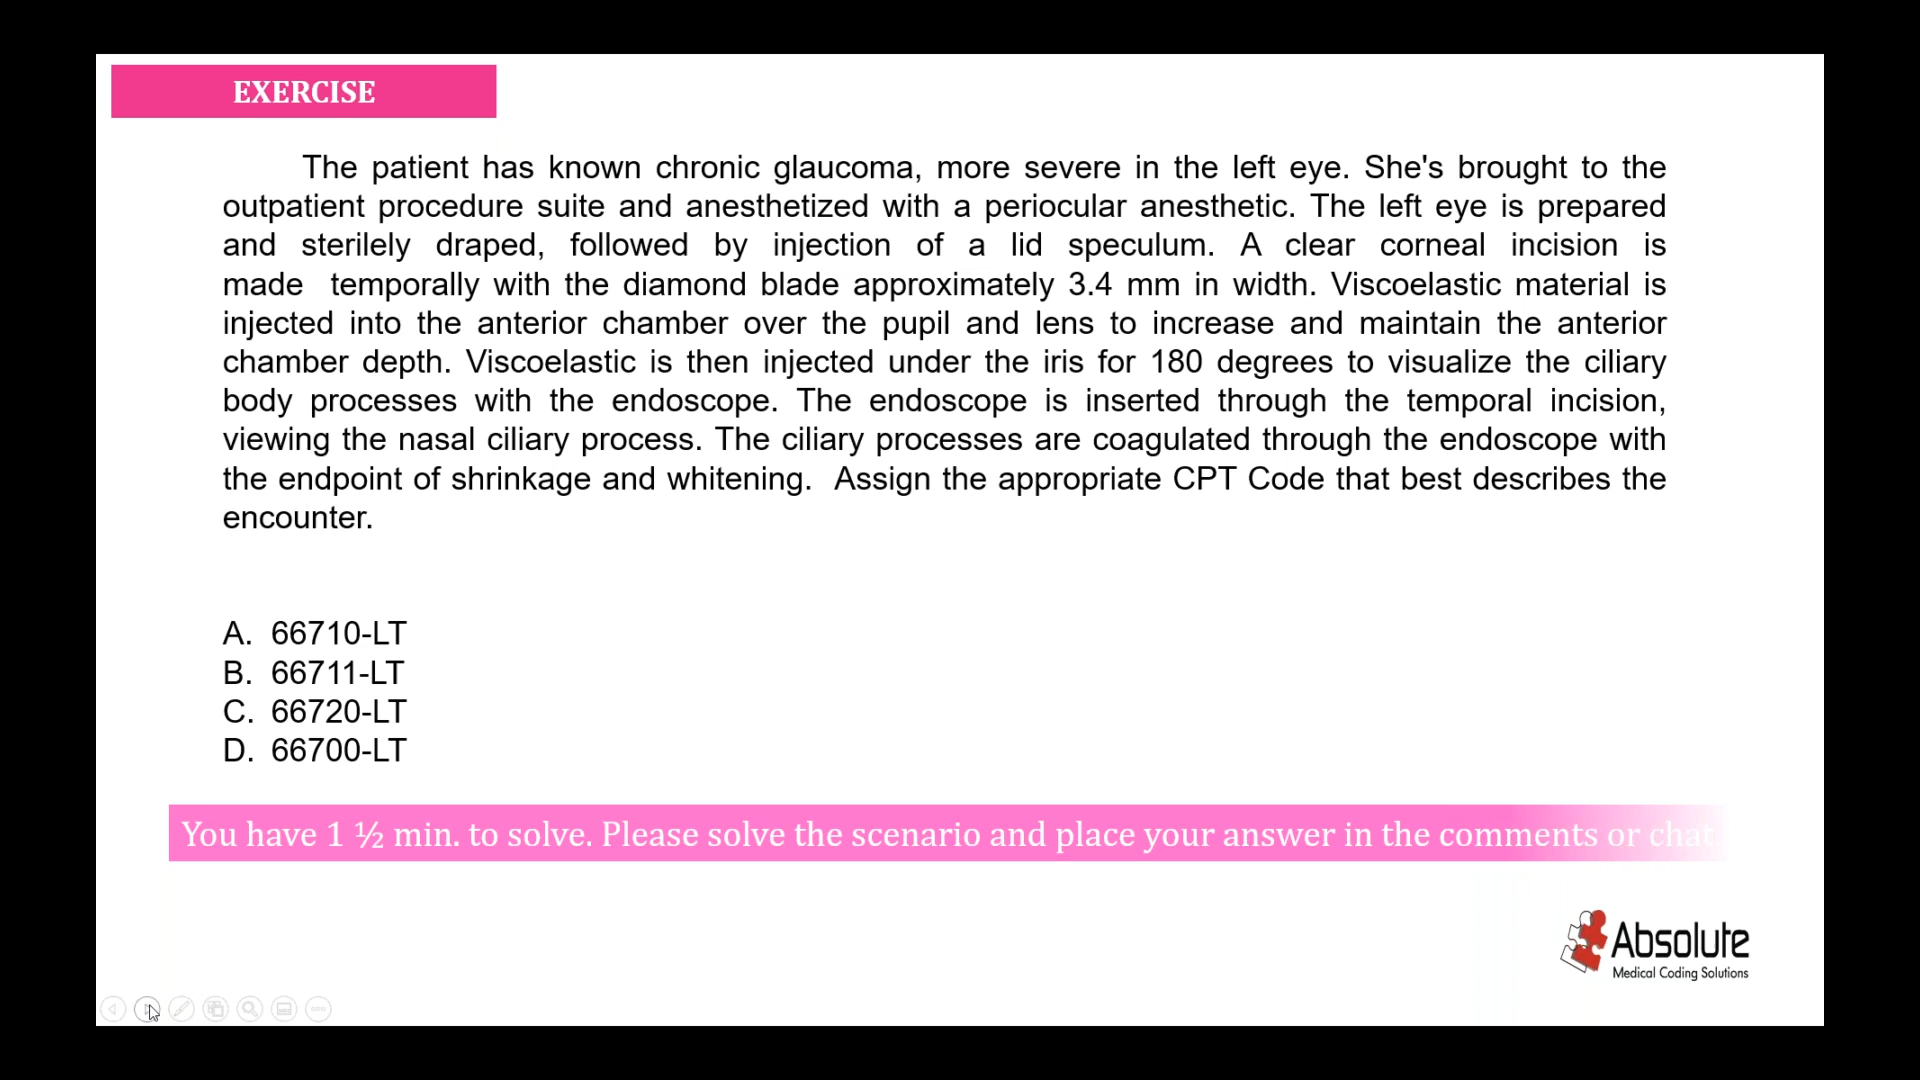 EXERCISE
The patient has known chronic glaucoma, more severe in the left eye. She's brought to the
outpatient procedure suite and anesthetized with a periocular anesthetic. The left eye is prepared
and sterilely draped, followed by injection of a lid speculum. A clear corneal incision is
made temporally with the diamond blade approximately 3.4 mm in width. Viscoelastic material is
injected into the anterior chamber over the pupil and lens to increase and maintain the anterior
chamber depth. Viscoelastic is then injected under the iris for 180 degrees to visualize the ciliary
body processes with the endoscope. The endoscope is inserted through the temporal incision,
viewing the nasal ciliary process. The ciliary processes are coagulated through the endoscope with
the endpoint of shrinkage and whitening. Assign the appropriate CPT Code that best describes the
encounter.
A. 66710-LT
B. 66711-LT
C. 66720-LT
D. 66700-LT
You have 1 ½ min. to solve. Please solve the scenario and place your answer in the comments or chat.
Absolute
Medical Coding Solutions